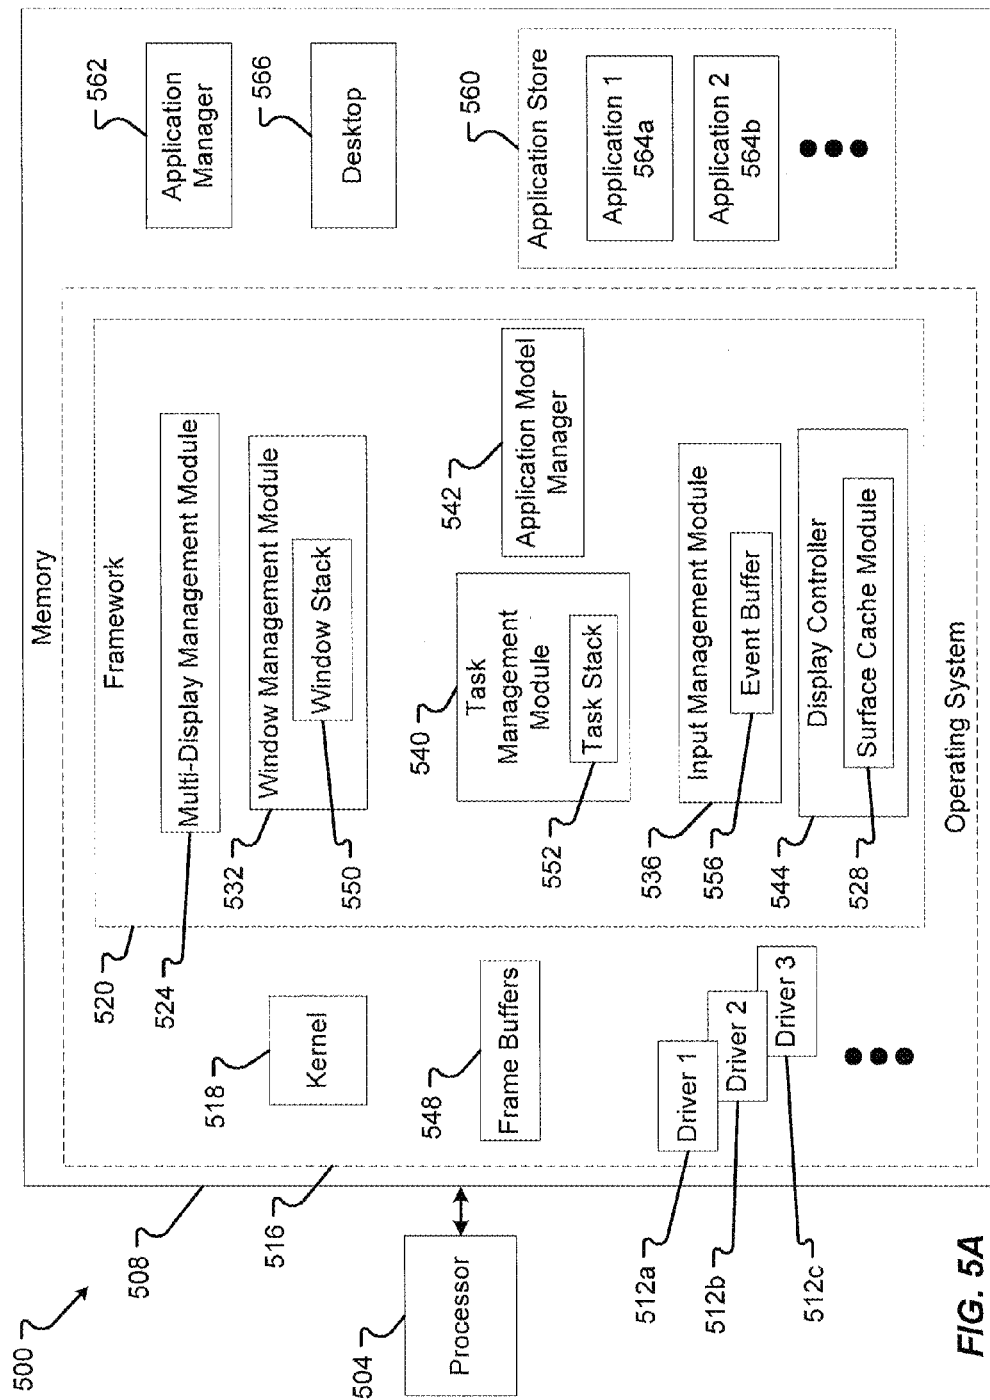 500
508
Memory
516
520
Framework
524
Multi-Display Management Module
532
Window Management Module
550
Window Stack
518
Kernel
548
Frame Buffers
540
Task
Management
Module
552
Task Stack
542
Application Model
Manager
536
Input Management Module
556
Event Buffer
544
Display Controller
528
Surface Cache Module
Operating System
512a
Driver 1
512b
Driver 2
512c
Driver 3
504
Processor
562
Application
Manager
566
Desktop
560
Application Store
Application 1
564a
Application 2
564b
FIG. 5A